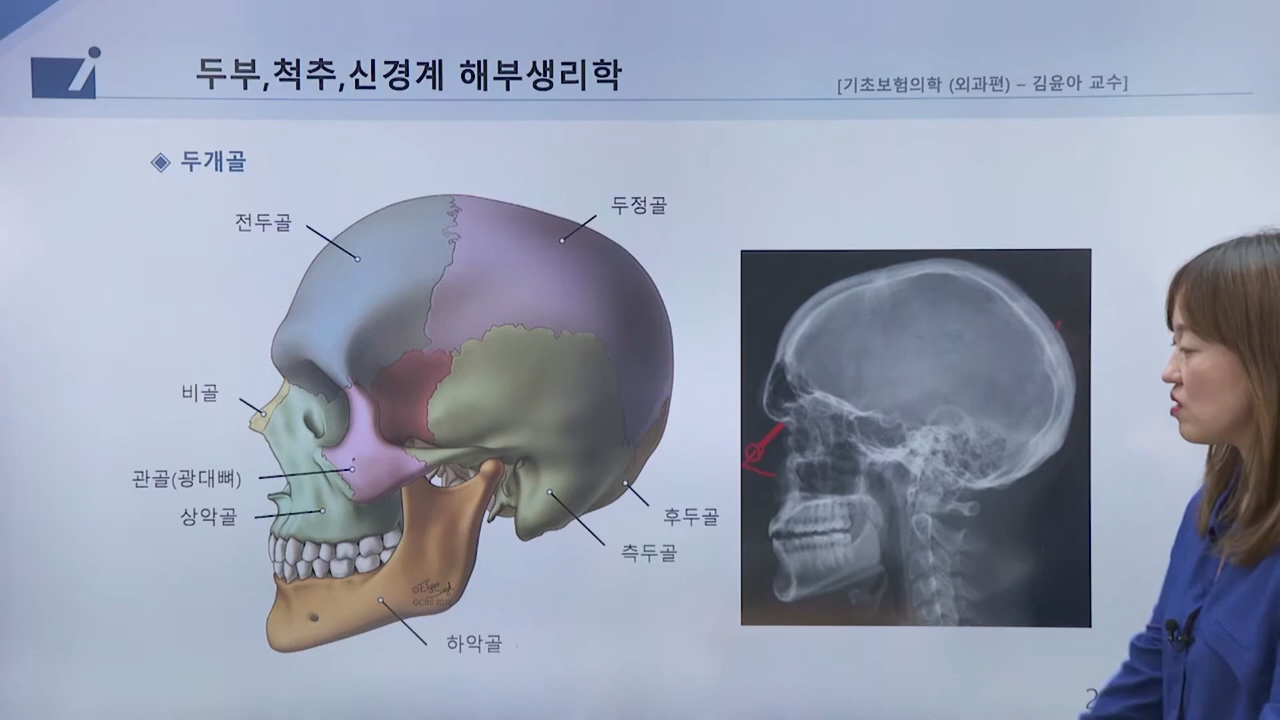 두부,척추,신경계 해부생리학
[기초보험의학 (외과편) – 김윤아 교수]
◈ 두개골
전두골
두정골
비골
관골(광대뼈)
상악골
후두골
측두골
하악골
2